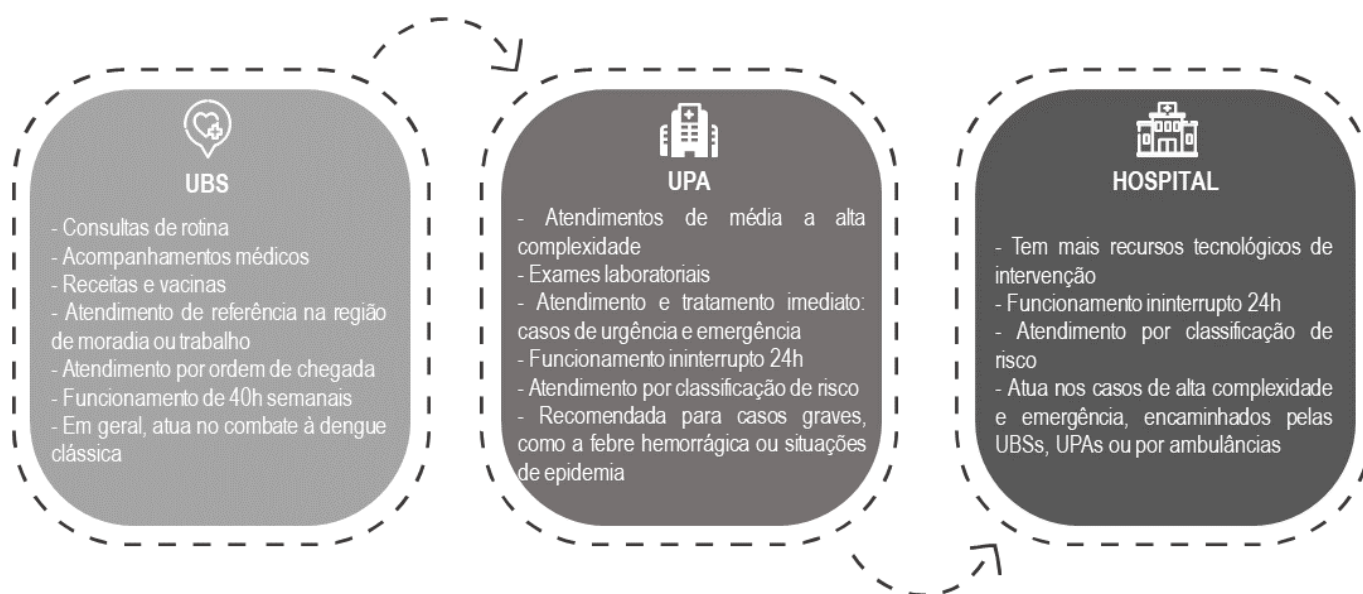 UBS
- Consultas de rotina
- Acompanhamentos médicos
- Receitas e vacinas
- Atendimento de referência na região
de moradia ou trabalho
- Atendimento por ordem de chegada
- Funcionamento de 40h semanais
- Em geral, atua no combate à dengue
clássica
UPA
- Atendimentos de média a alta
complexidade
- Exames laboratoriais
- Atendimento e tratamento imediato:
casos de urgência e emergência
- Funcionamento ininterrupto 24h
- Atendimento por classificação de risco
- Recomendada para casos graves,
como a febre hemorrágica ou situações
de epidemia
HOSPITAL
- Tem mais recursos tecnológicos de
intervenção
- Funcionamento ininterrupto 24h
- Atendimento por classificação de
risco
- Atua nos casos de alta complexidade
e emergência, encaminhados pelas
UBSs, UPAs ou por ambulâncias